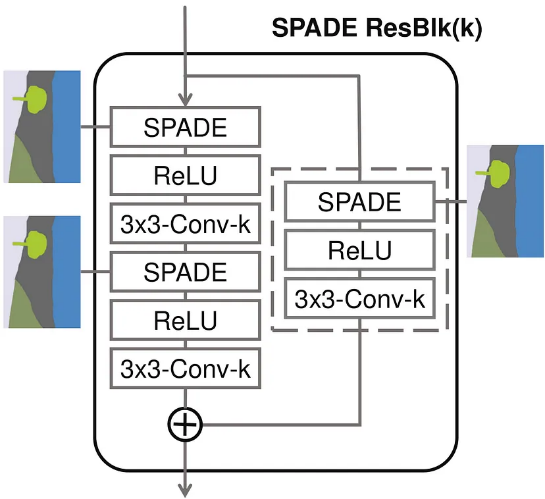 SPADE ResBlk(k)
SPADE
ReLU
3x3-Conv-k
SPADE
ReLU
3x3-Conv-k
SPADE
ReLU
3x3-Conv-k